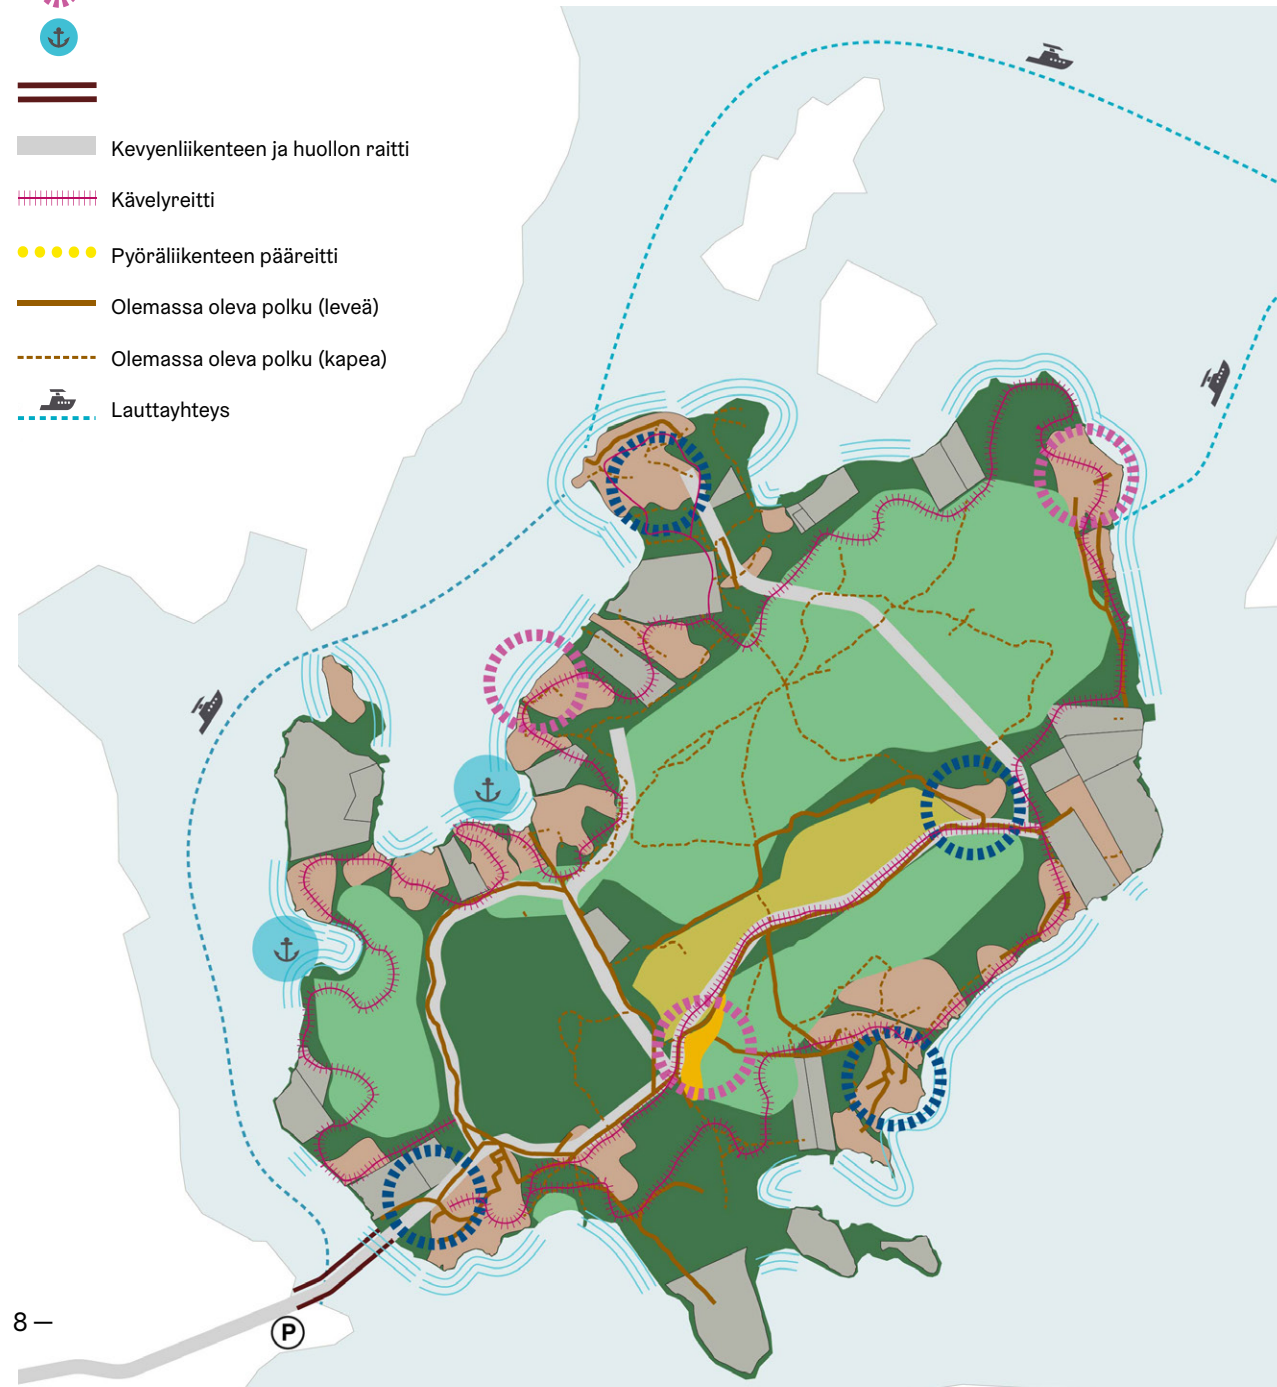 Kevyenliikenteen ja huollon raitti
Kävelyreitti
Pyöräliikenteen pääreitti
Olemassa oleva polku (leveä)
Olemassa oleva polku (kapea)
Lauttayhteys
8 —
P